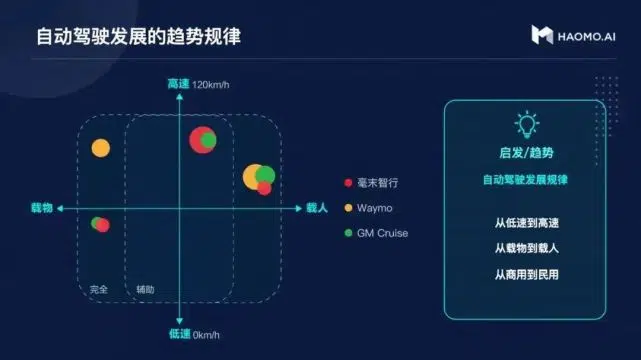 自动驾驶发展的趋势规律
HAOMO.AI
高速 120km/h
载物
载人
完全
辅助
低速 0km/h
毫末智行
Waymo
GM Cruise
启发/趋势
自动驾驶发展规律
从低速到高速
从载物到载人
从商用到民用